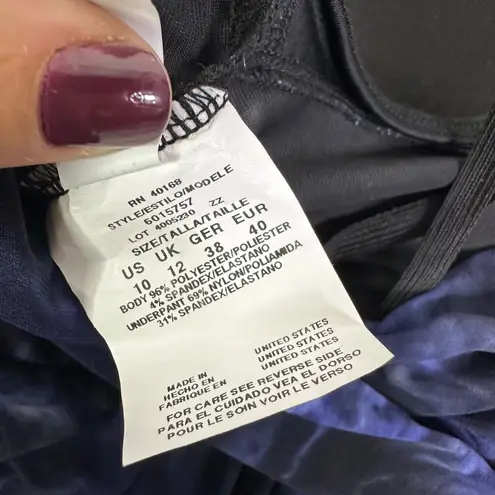 RN 40168
STYLE/ESTILO/MODELE
6015757
LOT 4005230 ZZ
SIZE/TALLA/TAILLE
US UK GER EUR
10 12 38 40
BODY 96% POLYESTER/POLIESTER
4% SPANDEX/ELASTANO
UNDERPANT 69% NYLON/POLIAMIDA
31% SPANDEX/ELASTANO
MADE IN UNITED STATES
HECHO EN UNITED STATES
FABRIQUE EN UNITED STATES
FOR CARE SEE REVERSE SIDE
PARA EL CUIDADO VEA EL DORSO
POUR LE SOIN VOIR LE VERSO